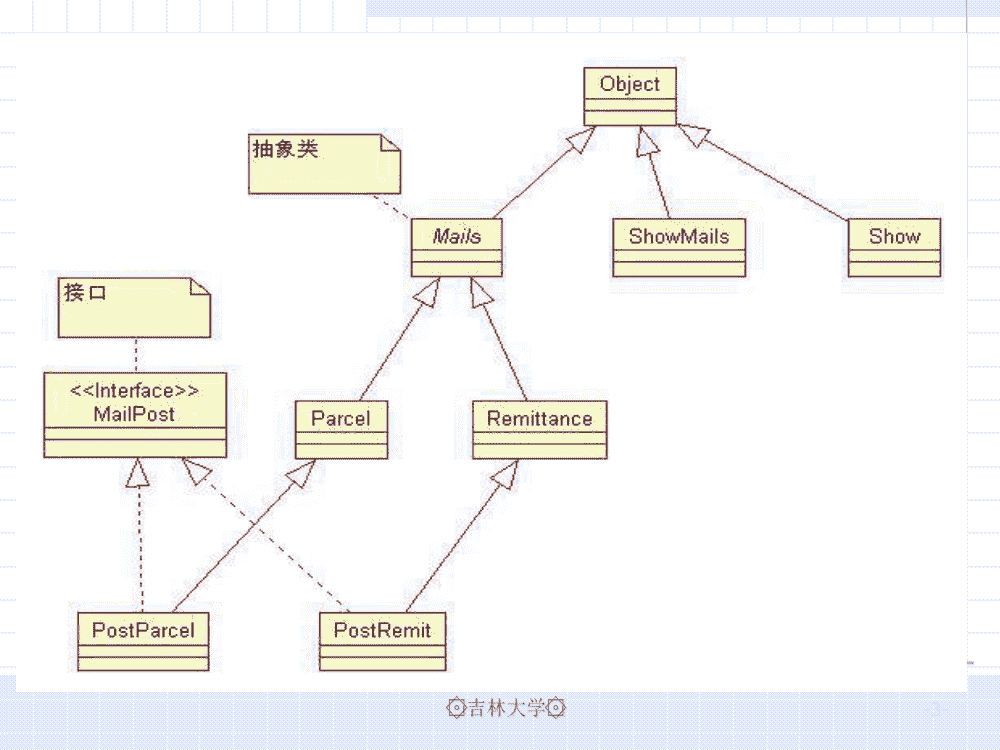 Object
抽象类
Mails
ShowMails
Show
接口
<<Interface>>
MailPost
Parcel
Remittance
PostParcel
PostRemit
吉林大学